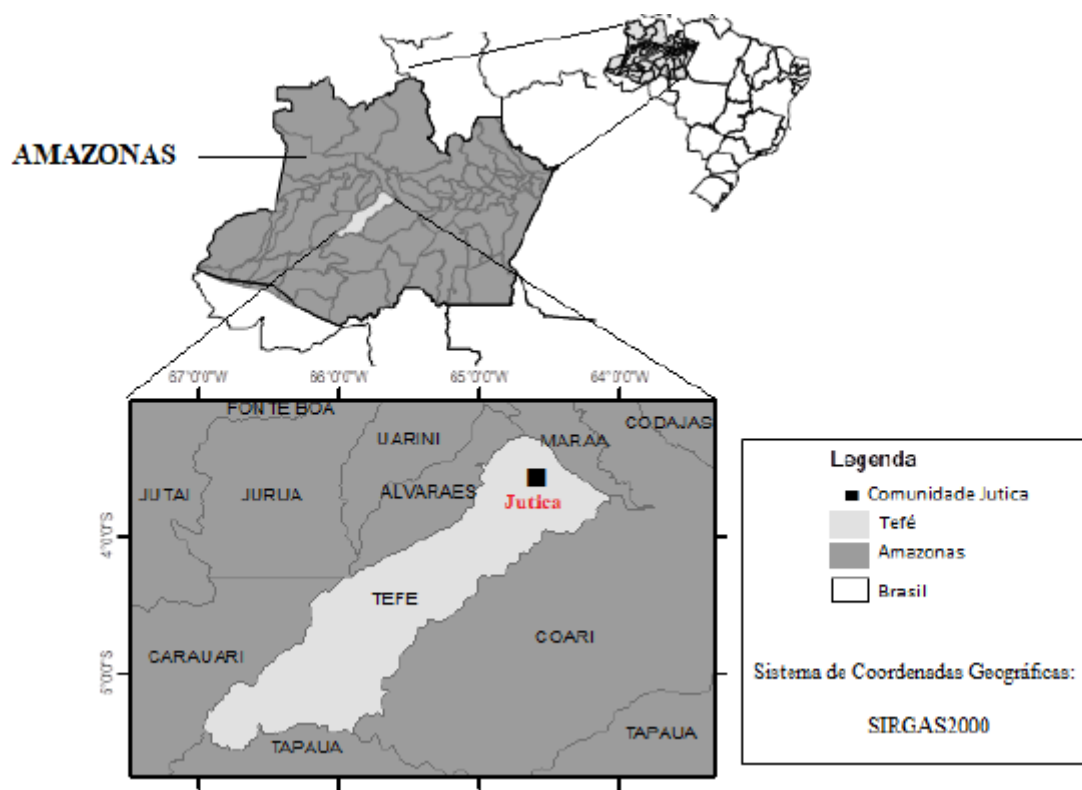 AMAZONAS
67°0'0"W 66°0'0"W 65°0'0"W 64°0'0"W
FONTE BOA
CODAJAS
UARINI
MARAA
JUTAI
JURUA
ALVARAES
Jutica
4°0'0"S
TEFE
COARI
CARAUARI
5°0'0"S
TAPAUA
TAPAUA
Legenda
Comunidade Jutica
Tefé
Amazonas
Brasil
Sistema de Coordenadas Geográficas:
SIRGAS2000